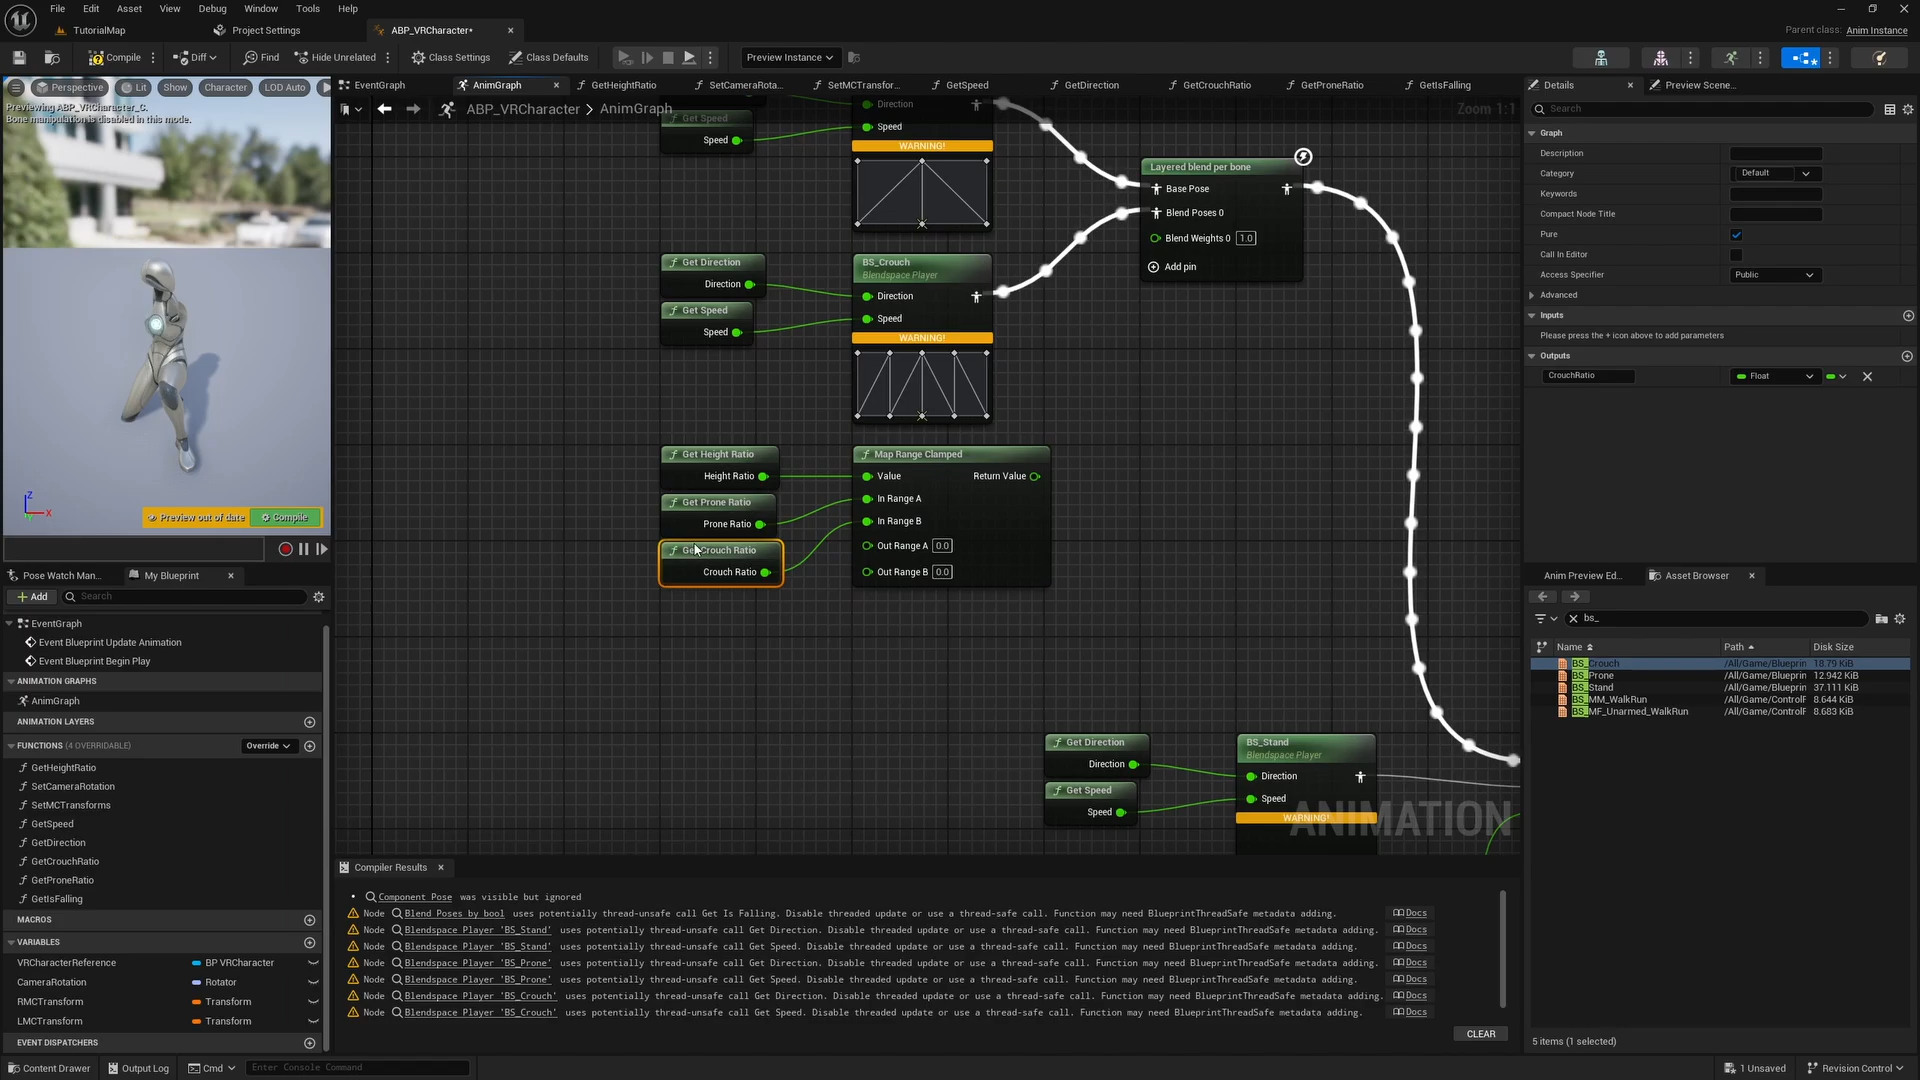 File Edit Asset View Debug Window Tools Help
TutorialMap
Project Settings
ABP_VRCharacter*
Parent class: Anim Instance
Compile
Diff
Find
Hide Unrelated
Class Settings
Class Defaults
Preview Instance
Perspective
Lit
Show
Character
LOD Auto
Previewing ABP_VRCharacter_C.
Bone manipulation is disabled in this mode.
Z
X
Preview out of date
Compile
EventGraph
AnimGraph
GetHeightRatio
SetCameraRota...
SetMCTransfor...
GetSpeed
GetDirection
GetCrouchRatio
GetProneRatio
GetIsFalling
ABP_VRCharacter > AnimGraph
Zoom 1:1
Get Speed
Speed
Direction
Speed
WARNING!
Layered blend per bone
Base Pose
Blend Poses 0
Blend Weights 0 1.0
Add pin
Get Direction
Direction
Get Speed
Speed
BS_Crouch
Blendspace Player
Direction
Speed
WARNING!
Get Height Ratio
Height Ratio
Get Prone Ratio
Prone Ratio
Crouch Ratio
Crouch Ratio
Map Range Clamped
Value
Return Value
In Range A
In Range B
Out Range A 0.0
Out Range B 0.0
Get Direction
Direction
Get Speed
Speed
BS_Stand
Blendspace Player
Direction
Speed
WARNING!
ANIMATION
Pose Watch Man...
My Blueprint
Add
Search
EventGraph
Event Blueprint Update Animation
Event Blueprint Begin Play
ANIMATION GRAPHS
AnimGraph
ANIMATION LAYERS
FUNCTIONS (4 OVERRIDABLE)
Override
GetHeightRatio
SetCameraRotation
SetMCTransforms
GetSpeed
GetDirection
GetCrouchRatio
GetProneRatio
GetIsFalling
MACROS
VARIABLES
VRCharacterReference BP VRCharacter
CameraRotation Rotator
RMCTransform Transform
LMCTransform Transform
EVENT DISPATCHERS
Compiler Results
• Component Pose was visible but ignored
Node Blend Poses by bool uses potentially thread-unsafe call Get Is Falling. Disable threaded update or use a thread-safe call. Function may need BlueprintThreadSafe metadata adding. Docs
Node Blendspace Player 'BS_Stand' uses potentially thread-unsafe call Get Direction. Disable threaded update or use a thread-safe call. Function may need BlueprintThreadSafe metadata adding. Docs
Node Blendspace Player 'BS_Stand' uses potentially thread-unsafe call Get Speed. Disable threaded update or use a thread-safe call. Function may need BlueprintThreadSafe metadata adding. Docs
Node Blendspace Player 'BS_Prone' uses potentially thread-unsafe call Get Direction. Disable threaded update or use a thread-safe call. Function may need BlueprintThreadSafe metadata adding. Docs
Node Blendspace Player 'BS_Prone' uses potentially thread-unsafe call Get Speed. Disable threaded update or use a thread-safe call. Function may need BlueprintThreadSafe metadata adding. Docs
Node Blendspace Player 'BS_Crouch' uses potentially thread-unsafe call Get Direction. Disable threaded update or use a thread-safe call. Function may need BlueprintThreadSafe metadata adding. Docs
Node Blendspace Player 'BS_Crouch' uses potentially thread-unsafe call Get Speed. Disable threaded update or use a thread-safe call. Function may need BlueprintThreadSafe metadata adding. Docs
CLEAR
Details
Preview Scene...
Search
Graph
Description
Category Default
Keywords
Compact Node Title
Pure
Call In Editor
Access Specifier Public
Advanced
Inputs
Please press the + icon above to add parameters
Outputs
CrouchRatio Float
Anim Preview Ed...
Asset Browser
bs_
Name Path Disk Size
BS_Crouch /All/Game/Blueprin 18.79 KiB
BS_Prone /All/Game/Blueprin 12.942 KiB
BS_Stand /All/Game/Blueprin 37.111 KiB
BS_MM_WalkRun /All/Game/ControlF 8.644 KiB
BS_MF_Unarmed_WalkRun /All/Game/ControlF 8.683 KiB
5 items (1 selected)
Content Drawer
Output Log
Cmd
Enter Console Command
1 Unsaved
Revision Control